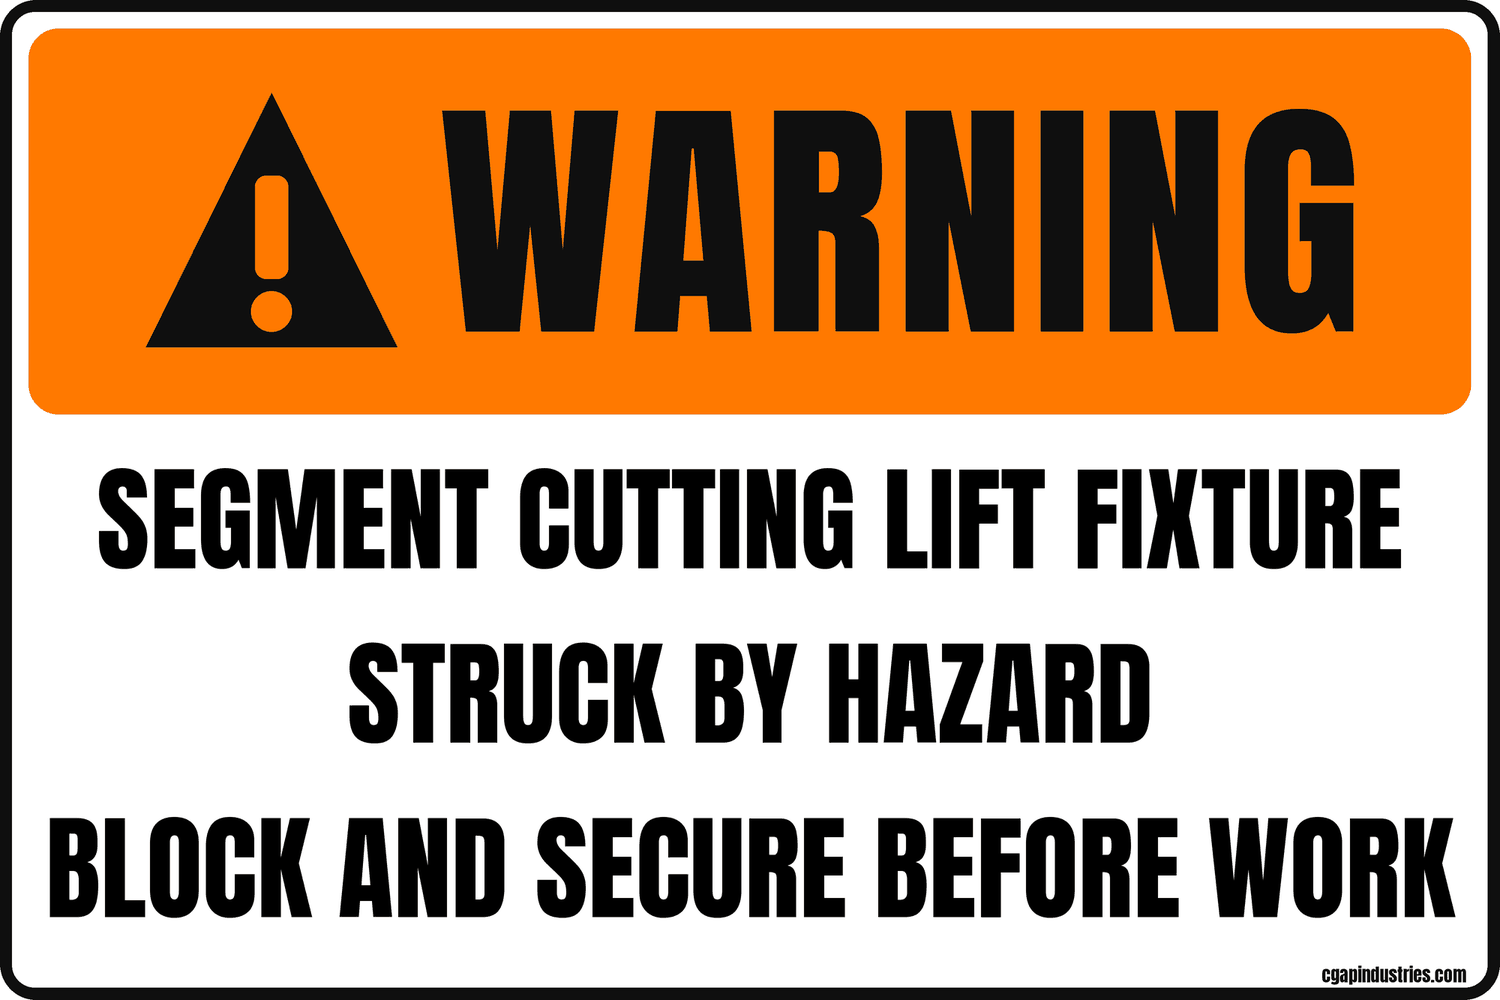 WARNING
SEGMENT CUTTING LIFT FIXTURE
STRUCK BY HAZARD
BLOCK AND SECURE BEFORE WORK
cgapindustries.com